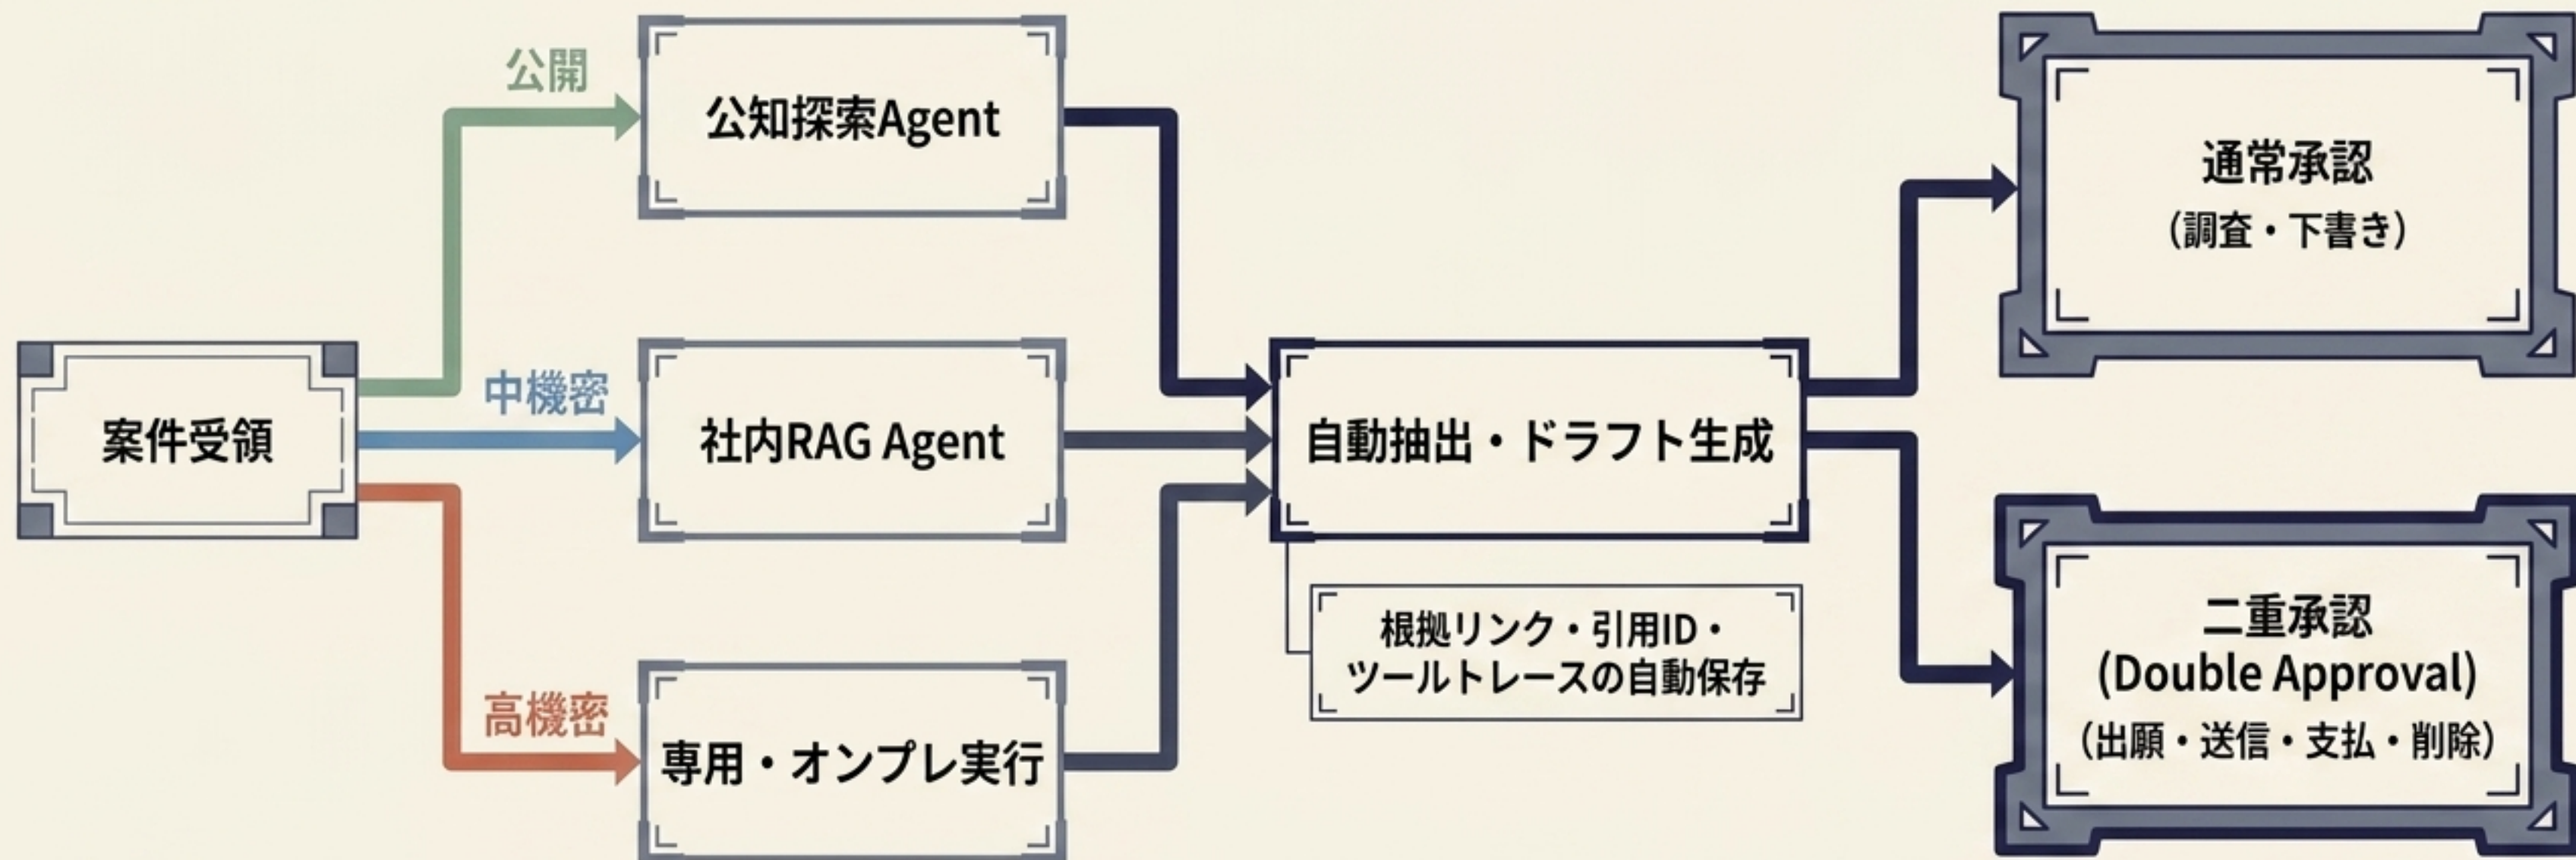 案件受領
公開
公知探索Agent
中機密
社内RAG Agent
高機密
専用・オンプレ実行
自動抽出・ドラフト生成
根拠リンク・引用ID・
ツールトレースの自動保存
通常承認
（調査・下書き）
二重承認
(Double Approval)
（出願・送信・支払・削除）